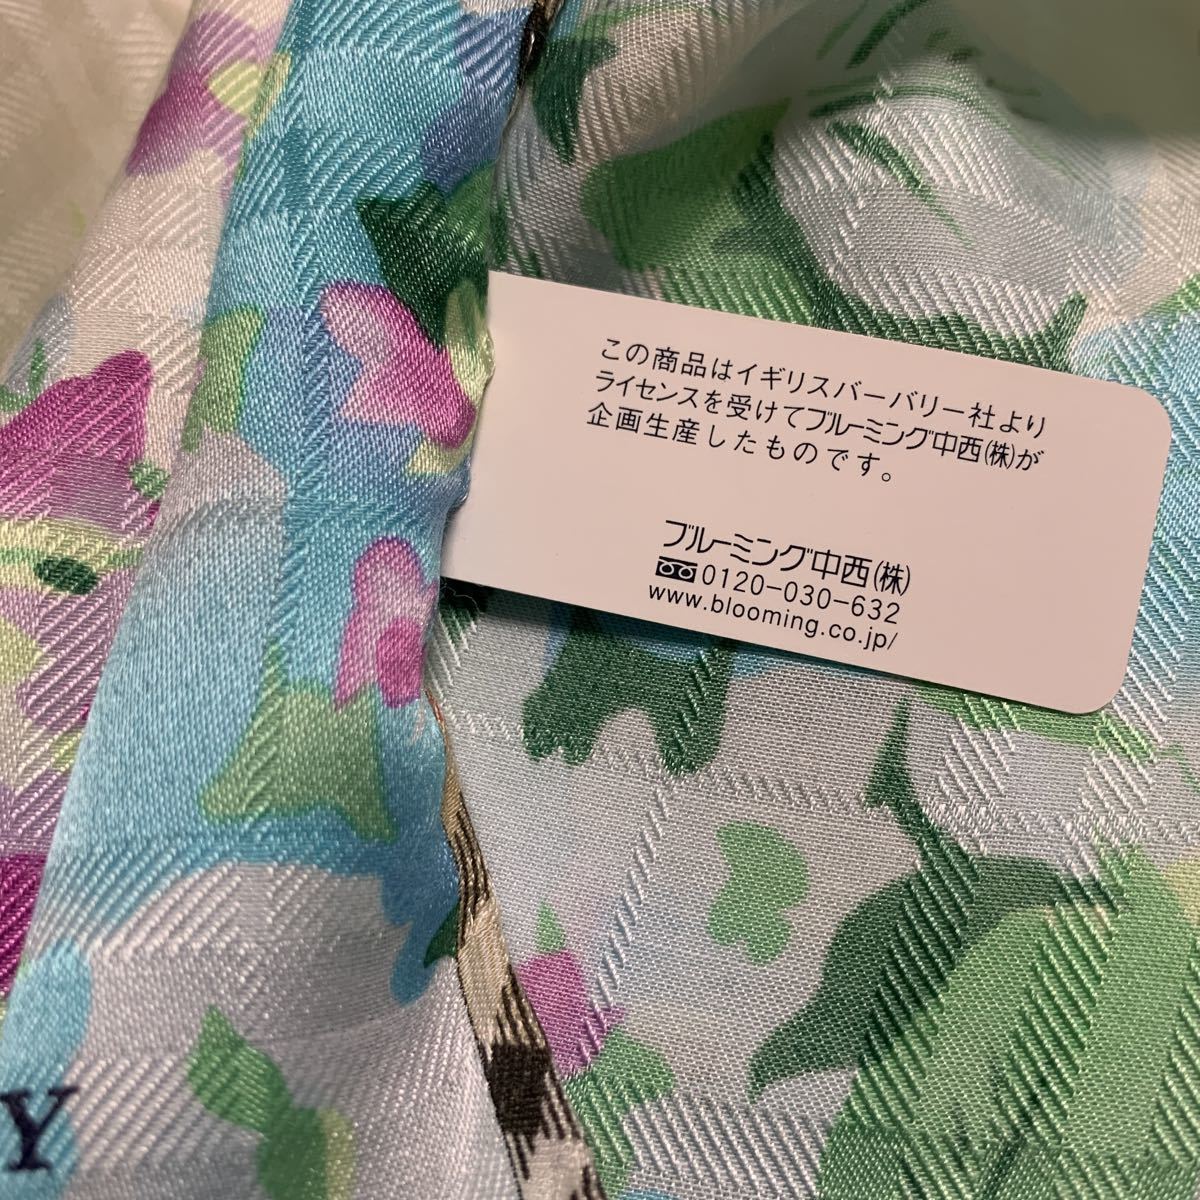 この商品はイギリスバーバリー社より
ライセンスを受けてブルーミング中西(株)が
企画生産したものです。
ブルーミング中西(株)
0120-030-632
www.blooming.co.jp/
Y